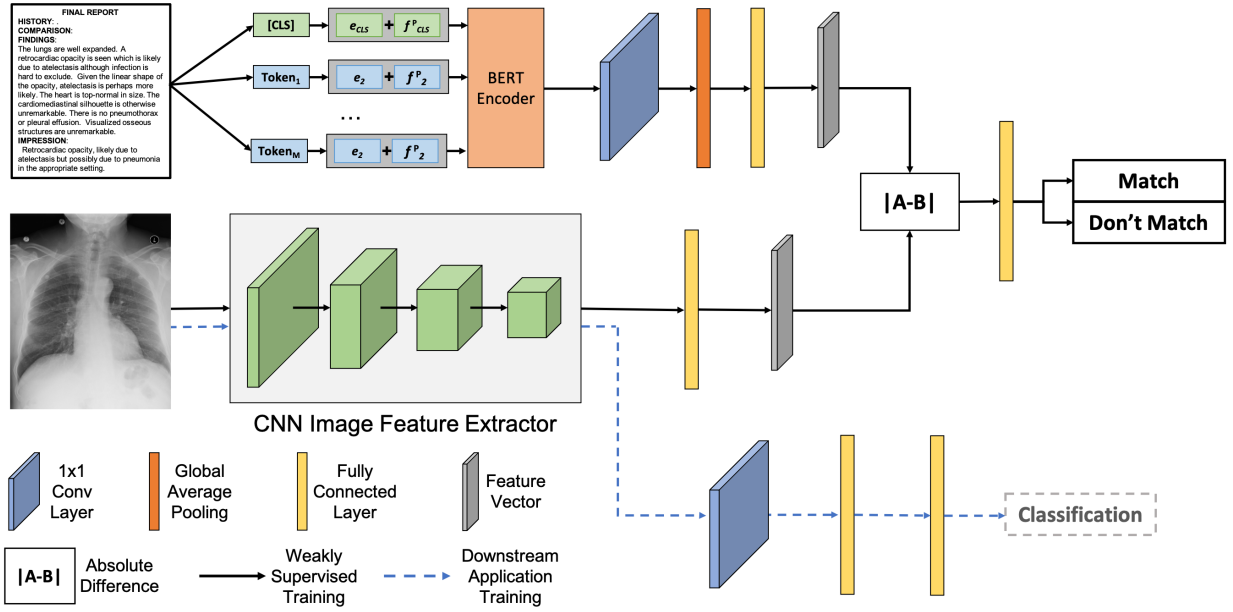 FINAL REPORT
HISTORY: .
COMPARISON:
FINDINGS:
The lungs are well expanded. A
retrocardiac opacity is seen which is likely
due to atelectasis although infection is
hard to exclude. Given the linear shape of
the opacity, atelectasis is perhaps more
likely. The heart is top-normal in size. The
cardiomediastinal silhouette is otherwise
unremarkable. There is no pneumothorax
or pleural effusion. Visualized osseous
structures are unremarkable.
IMPRESSION:
Retrocardiac opacity, likely due to
atelectasis but possibly due to pneumonia
in the appropriate setting.
[CLS]
e_CLS + f^P_CLS
Token_1
e_2 + f^P_2
...
Token_M
e_2 + f^P_2
BERT
Encoder
|A-B|
Match
Don't Match
CNN Image Feature Extractor
1x1
Conv
Layer
Global
Average
Pooling
Fully
Connected
Layer
Feature
Vector
Classification
|A-B|
Absolute
Difference
Weakly
Supervised
Training
Downstream
Application
Training